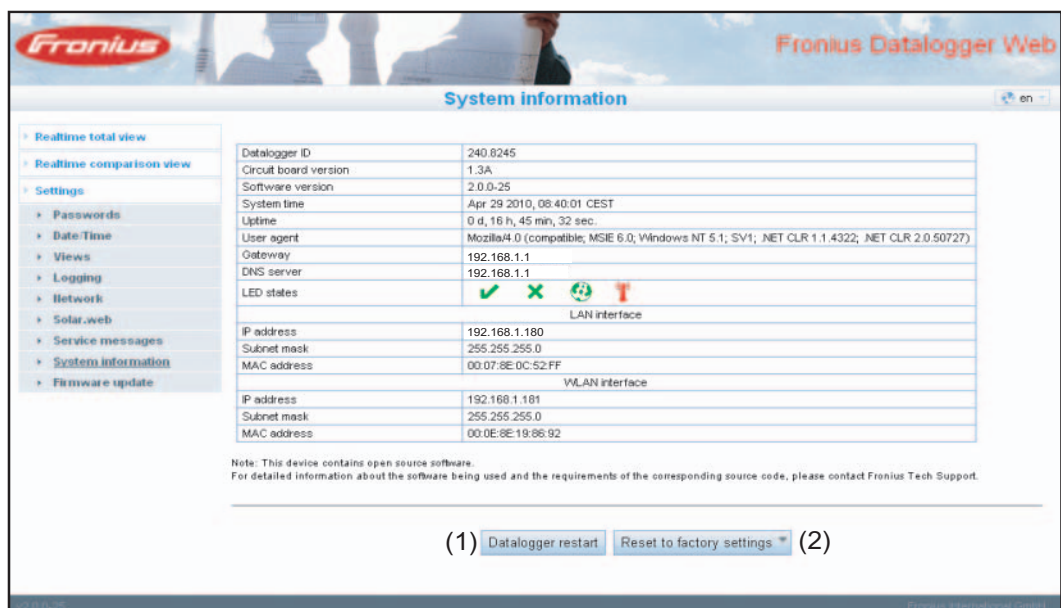 Fronius
Fronius Datalogger Web
System information
en
Realtime total view
Realtime comparison view
Settings
Passwords
Date/Time
Views
Logging
Network
Solar.web
Service messages
System information
Firmware update
Datalogger ID 240.8245
Circuit board version 1.3A
Software version 2.0.0-25
System time Apr 29 2010, 08:40:01 CEST
Uptime 0 d, 16 h, 45 min, 32 sec.
User agent Mozilla/4.0 (compatible; MSIE 6.0; Windows NT 5.1; SV1; .NET CLR 1.1.4322; .NET CLR 2.0.50727)
Gateway 192.168.1.1
DNS server 192.168.1.1
LED states
LAN interface
IP address 192.168.1.180
Subnet mask 255.255.255.0
MAC address 00:07:8E:0C:52:FF
WLAN interface
IP address 192.168.1.181
Subnet mask 255.255.255.0
MAC address 00:0E:8E:19:86:92
Note: This device contains open source software.
For detailed information about the software being used and the requirements of the corresponding source code, please contact Fronius Tech Support.
(1) Datalogger restart Reset to factory settings (2)
v2.0.0-25 Fronius International GmbH